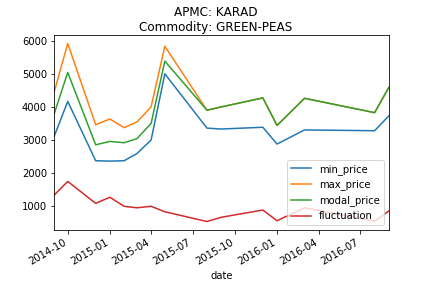 APMC: KARAD
Commodity: GREEN-PEAS
6000
5000
4000
3000
2000
1000
min_price
max_price
modal_price
fluctuation
2014-10
2015-01
2015-04
2015-07
2015-10
2016-01
2016-04
2016-07
date